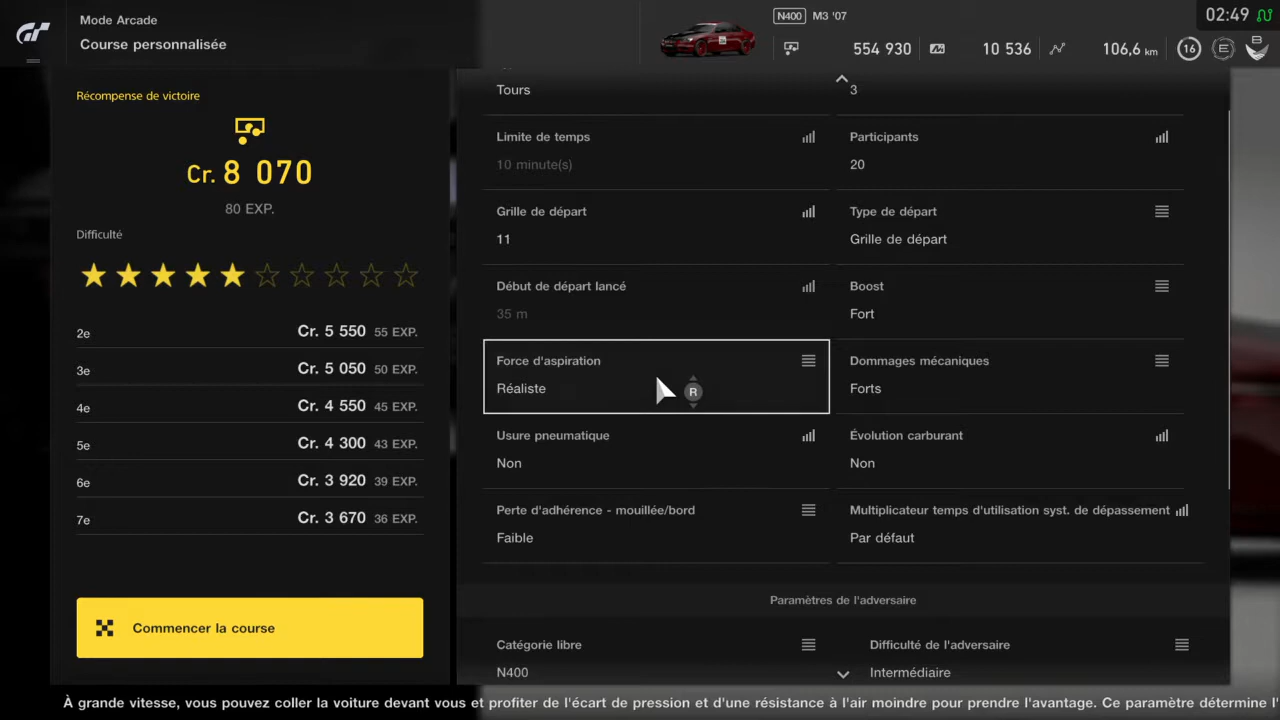 Mode Arcade
Course personnalisée
N400 M3 '07
02:49
554 930
10 536
106,6 km
16
E
B
Récompense de victoire
Cr. 8 070
80 EXP.
Difficulté
2e Cr. 5 550 55 EXP.
3e Cr. 5 050 50 EXP.
4e Cr. 4 550 45 EXP.
5e Cr. 4 300 43 EXP.
6e Cr. 3 920 39 EXP.
7e Cr. 3 670 36 EXP.
Commencer la course
Tours
3
Limite de temps
10 minute(s)
Participants
20
Grille de départ
11
Type de départ
Grille de départ
Début de départ lancé
35 m
Boost
Fort
Force d'aspiration
Réaliste
R
Dommages mécaniques
Forts
Usure pneumatique
Non
Évolution carburant
Non
Perte d'adhérence - mouillée/bord
Faible
Multiplicateur temps d'utilisation syst. de dépassement
Par défaut
Paramètres de l'adversaire
Catégorie libre
N400
Difficulté de l'adversaire
Intermédiaire
À grande vitesse, vous pouvez coller la voiture devant vous et profiter de l'écart de pression et d'une résistance à l'air moindre pour prendre l'avantage. Ce paramètre détermine l'